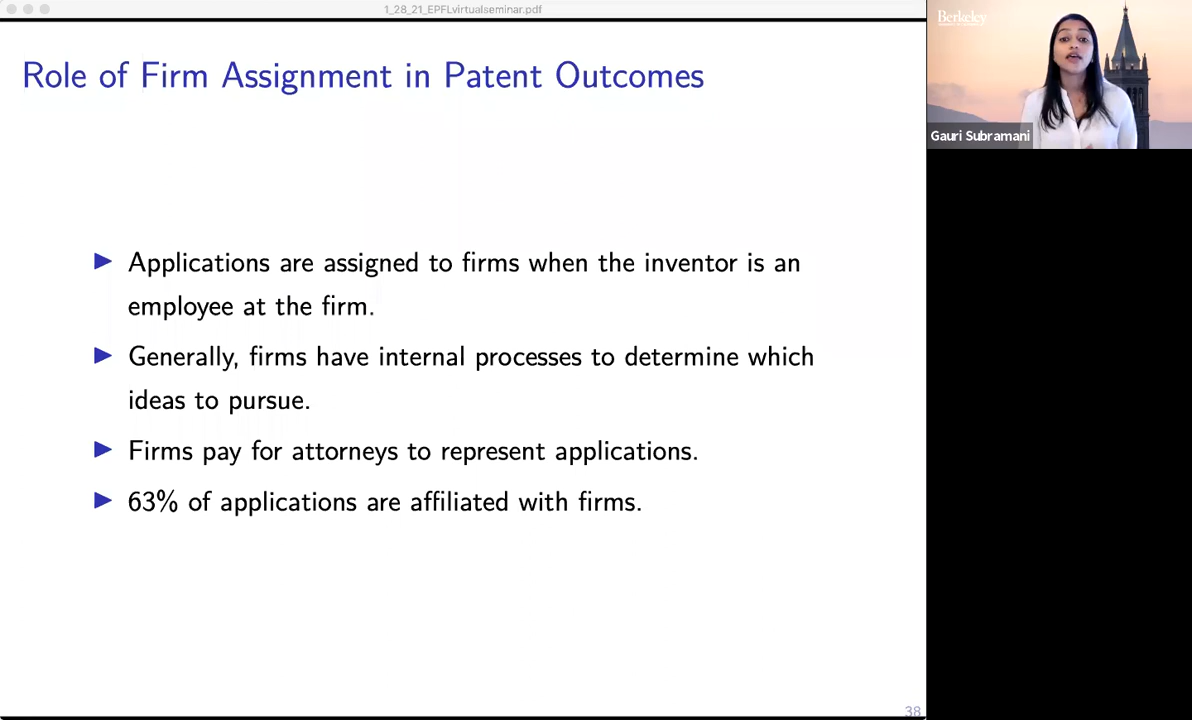 1_28_21_EPFLvirtualseminar.pdf
Role of Firm Assignment in Patent Outcomes
Berkeley
Gauri Subramani
▶ Applications are assigned to firms when the inventor is an
employee at the firm.
▶ Generally, firms have internal processes to determine which
ideas to pursue.
▶ Firms pay for attorneys to represent applications.
▶ 63% of applications are affiliated with firms.
38